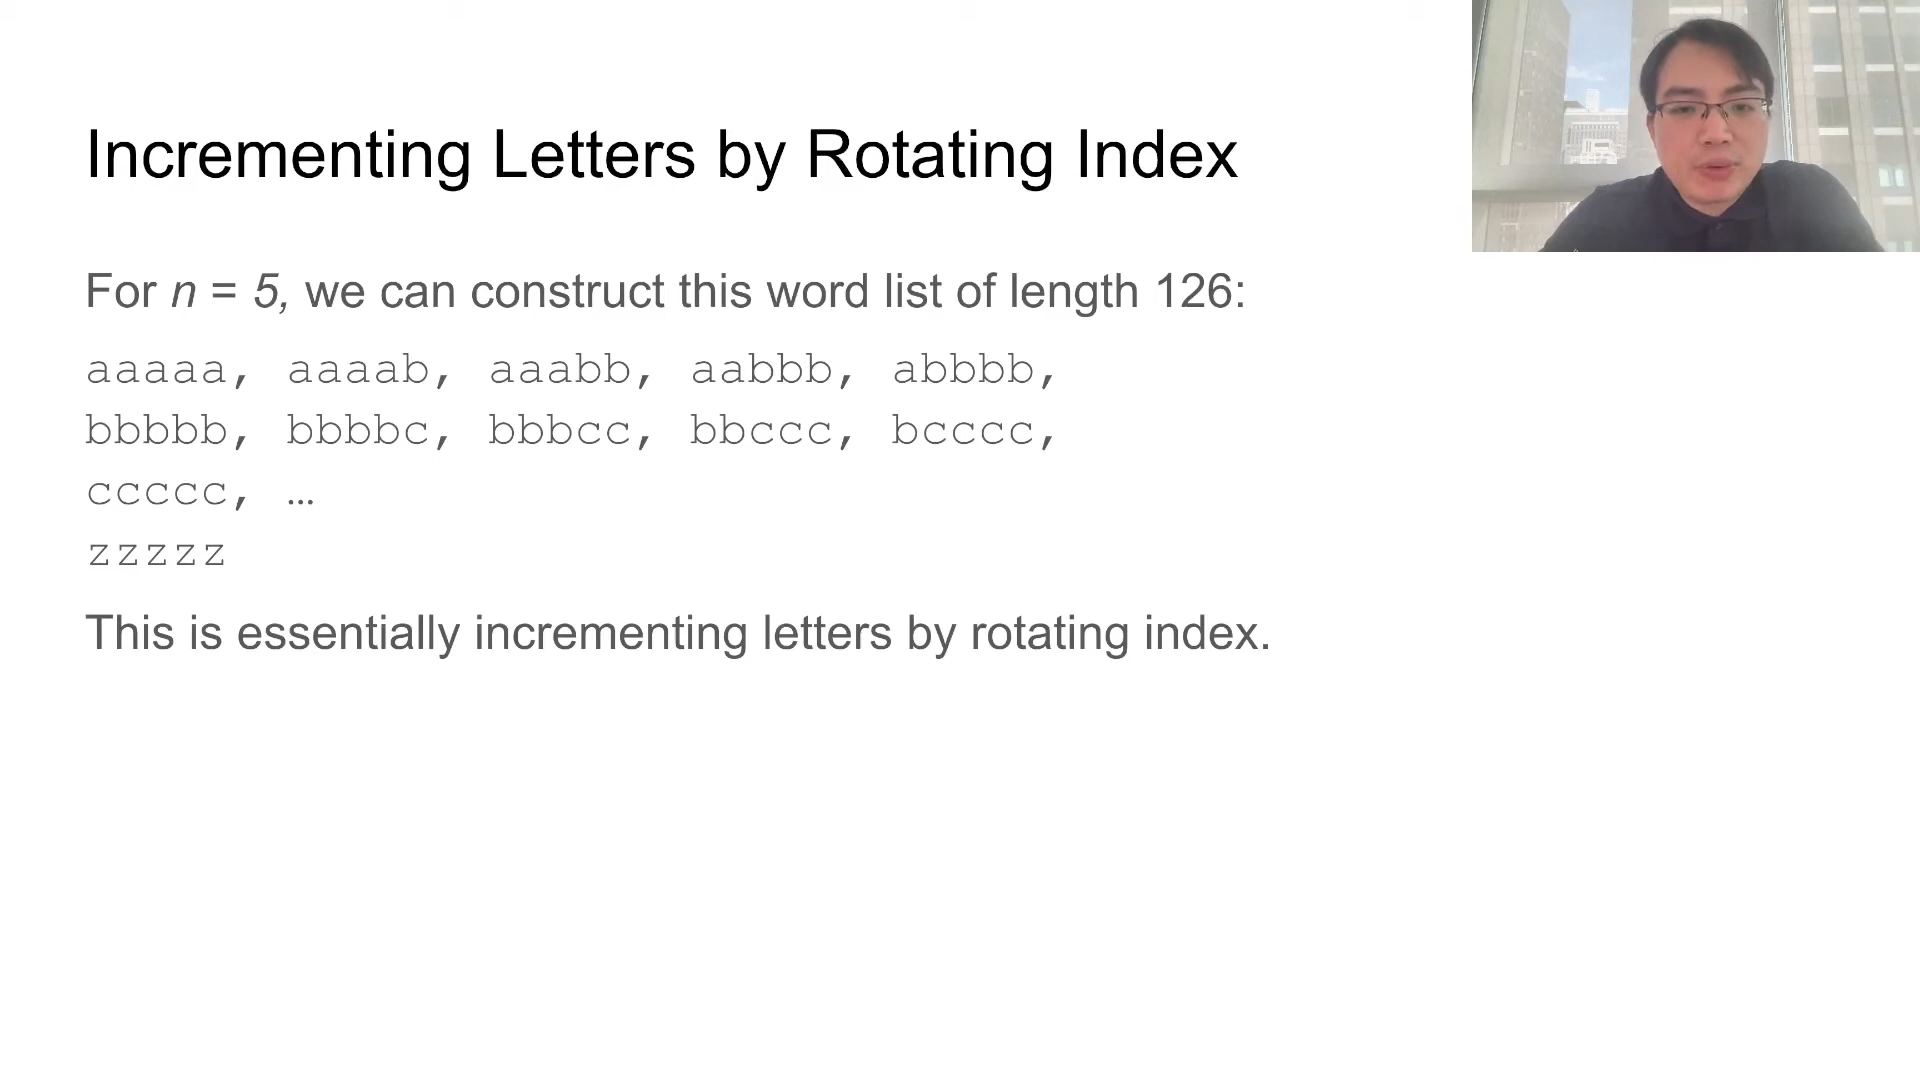 Incrementing Letters by Rotating Index
For n = 5, we can construct this word list of length 126:
aaaaa, aaaab, aaabb, aabbb, abbbb,
bbbbb, bbbbc, bbbcc, bbccc, bcccc,
ccccc, …
zzzzz
This is essentially incrementing letters by rotating index.